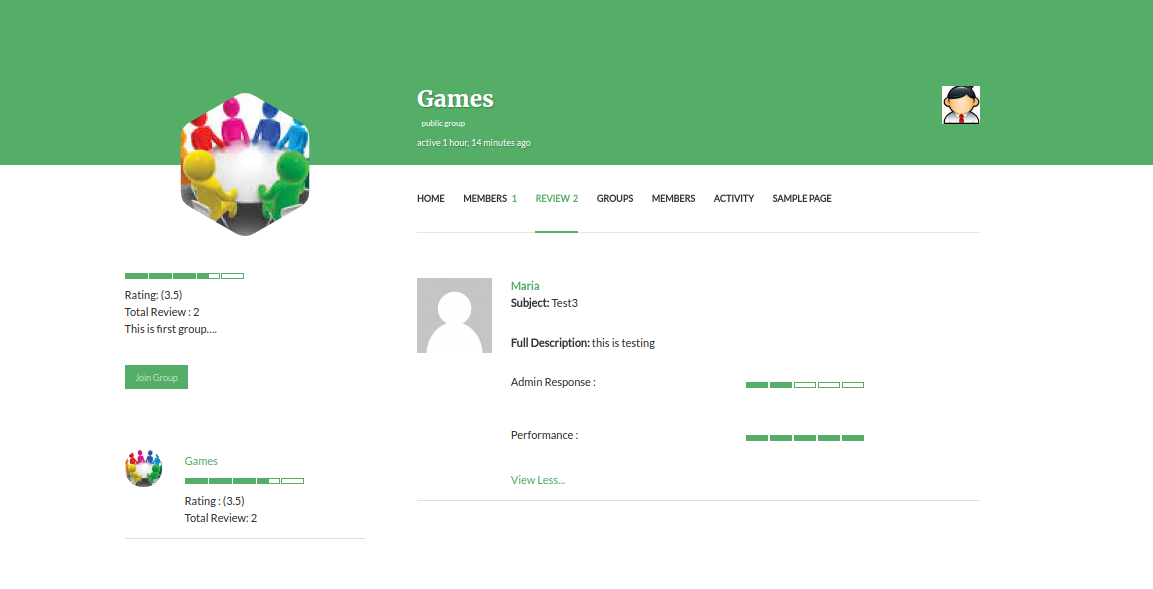 Games
public group
active 1 hour, 14 minutes ago
HOME MEMBERS 1 REVIEW 2 GROUPS MEMBERS ACTIVITY SAMPLE PAGE
Rating: (3.5)
Total Review : 2
This is first group....
Join Group
Games
Rating : (3.5)
Total Review: 2
Maria
Subject: Test3
Full Description: this is testing
Admin Response :
Performance :
View Less...